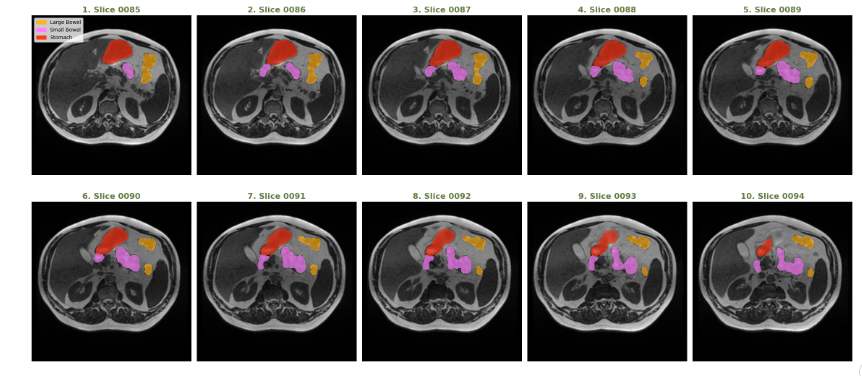 1. Slice 0085
2. Slice 0086
3. Slice 0087
4. Slice 0088
5. Slice 0089
Large Bowel
Small Bowel
Stomach
6. Slice 0090
7. Slice 0091
8. Slice 0092
9. Slice 0093
10. Slice 0094